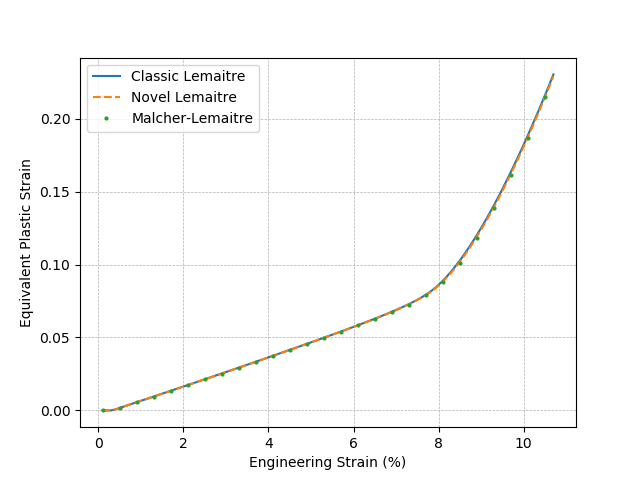 Classic Lemaitre
Novel Lemaitre
Malcher-Lemaitre
0.20
0.15
0.10
0.05
0.00
Equivalent Plastic Strain
0 2 4 6 8 10
Engineering Strain (%)